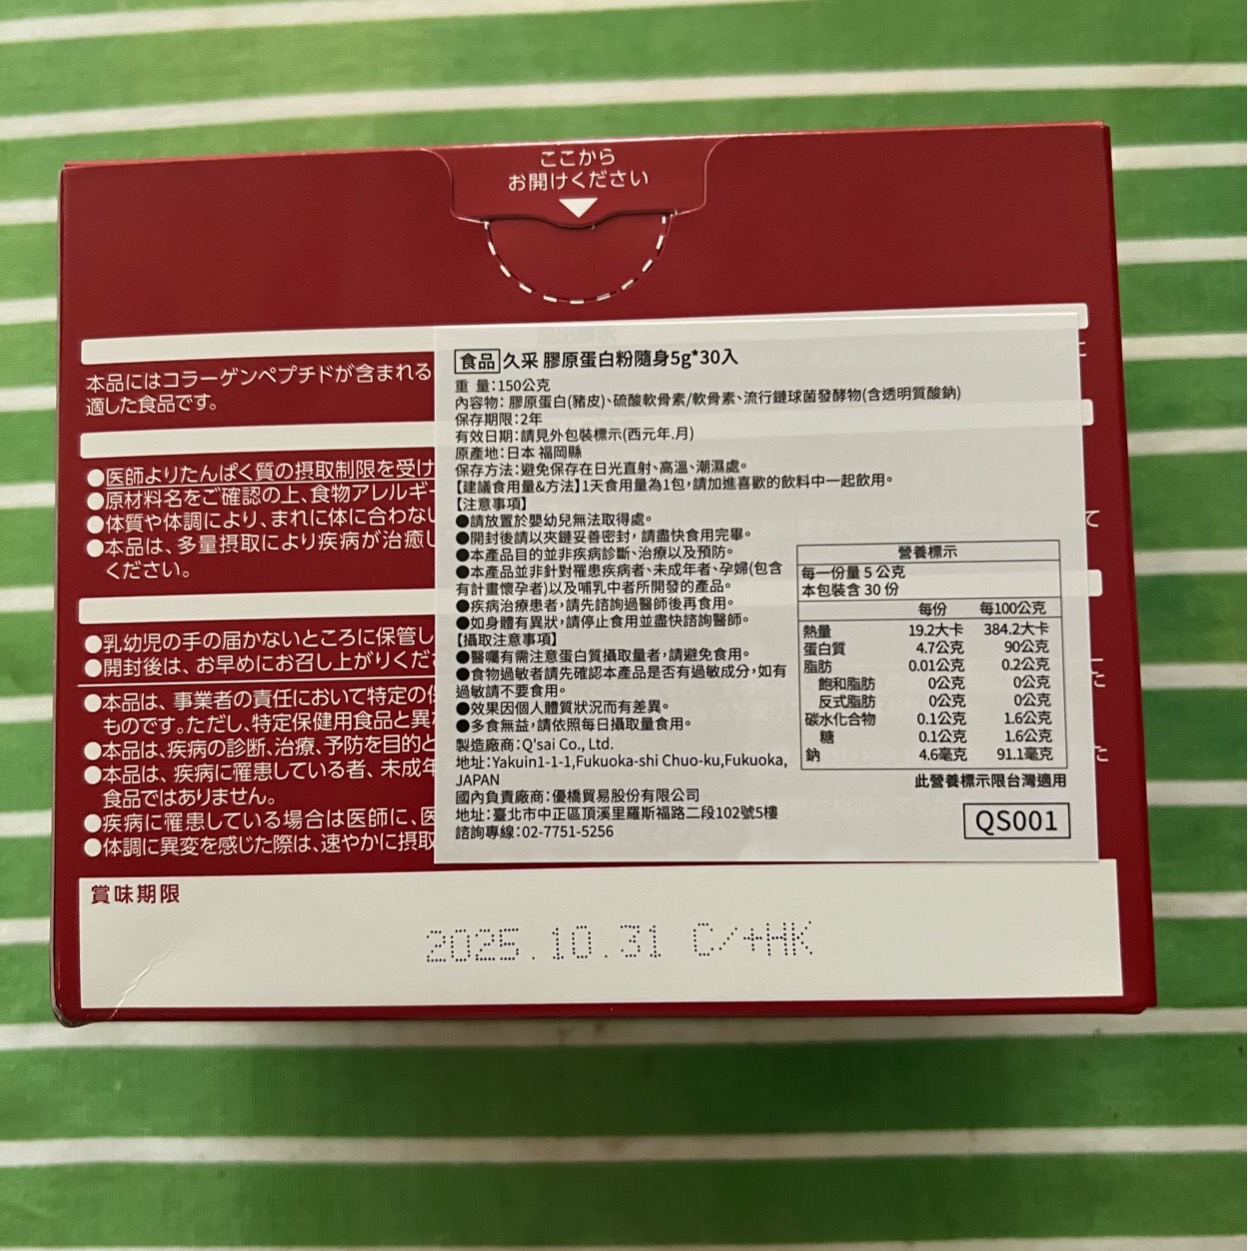 ここから
お開けください
本品にはコラーゲンペプチドが含まれる
適した食品です。
●医師よりたんぱく質の摂取制限を受け
●原材料名をご確認の上、食物アレルギー
●体質や体調により、まれに体に合わない
●本品は、多量摂取により疾病が治癒し
ください。
●乳幼児の手の届かないところに保管し
●開封後は、お早めにお召し上がりくださ
●本品は、事業者の責任において特定の保
ものです。ただし、特定保健用食品と異な
●本品は、疾病の診断、治療、予防を目的と
●本品は、疾病に罹患している者、未成年
食品ではありません。
●疾病に罹患している場合は医師に、医
●体調に異変を感じた際は、速やかに摂取
食品 久采 膠原蛋白粉隨身5g*30入
重 量:150公克
內容物: 膠原蛋白(豬皮)、硫酸軟骨素/軟骨素、流行鏈球菌發酵物(含透明質酸鈉)
保存期限:2年
有效日期:請見外包裝標示(西元年.月)
原產地:日本 福岡縣
保存方法:避免保存在日光直射、高溫、潮濕處。
【建議食用量&方法】1天食用量為1包,請加進喜歡的飲料中一起飲用。
【注意事項】
●請放置於嬰幼兒無法取得處。
●開封後請以夾鏈妥善密封,請盡快食用完畢。
●本產品目的並非疾病診斷、治療以及預防。
●本產品並非針對罹患疾病者、未成年者、孕婦(包含
有計畫懷孕者)以及哺乳中者所開發的產品。
●疾病治療患者,請先諮詢過醫師後再食用。
●如身體有異狀,請停止食用並盡快諮詢醫師。
【攝取注意事項】
●醫囑有需注意蛋白質攝取量者,請避免食用。
●食物過敏者請先確認本產品是否有過敏成分,如有
過敏請不要食用。
●效果因個人體質狀況而有差異。
●多食無益,請依照每日攝取量食用。
製造廠商:Q'sai Co., Ltd.
地址:Yakuin1-1-1,Fukuoka-shi Chuo-ku,Fukuoka,
JAPAN
國內負責廠商:優橋貿易股份有限公司
地址:臺北市中正區頂溪里羅斯福路二段102號5樓
諮詢專線:02-7751-5256
營養標示
每一份量 5 公克
本包裝含 30 份
每份 每100公克
熱量 19.2大卡 384.2大卡
蛋白質 4.7公克 90公克
脂肪 0.01公克 0.2公克
飽和脂肪 0公克 0公克
反式脂肪 0公克 0公克
碳水化合物 0.1公克 1.6公克
糖 0.1公克 1.6公克
鈉 4.6毫克 91.1毫克
此營養標示限台灣適用
QS001
賞味期限
2025.10.31 C/+HK